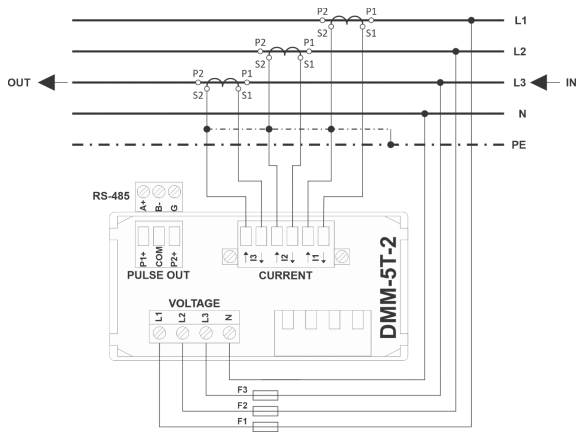 P2 P1 L1
S2 S1
P2 P1 L2
S2 S1
P2 P1
OUT L3 IN
S2 S1
N
PE
RS-485
A+ B- G
P1+ COM P2+
I3 I2 I1
PULSE OUT CURRENT
DMM-5T-2
VOLTAGE
L1 L2 L3 N
F3
F2
F1